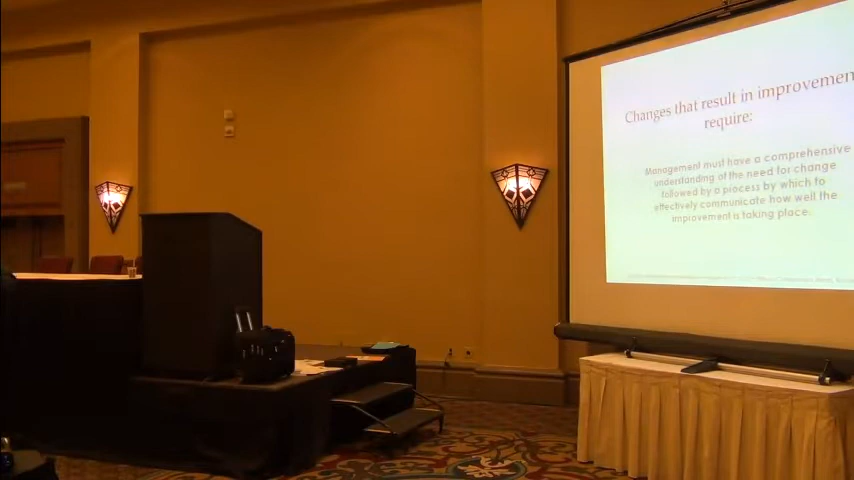 Changes that result in improvement
require:
Management must have a comprehensive
understanding of the need for change
followed by a process by which to
effectively communicate how well the
improvement is taking place.